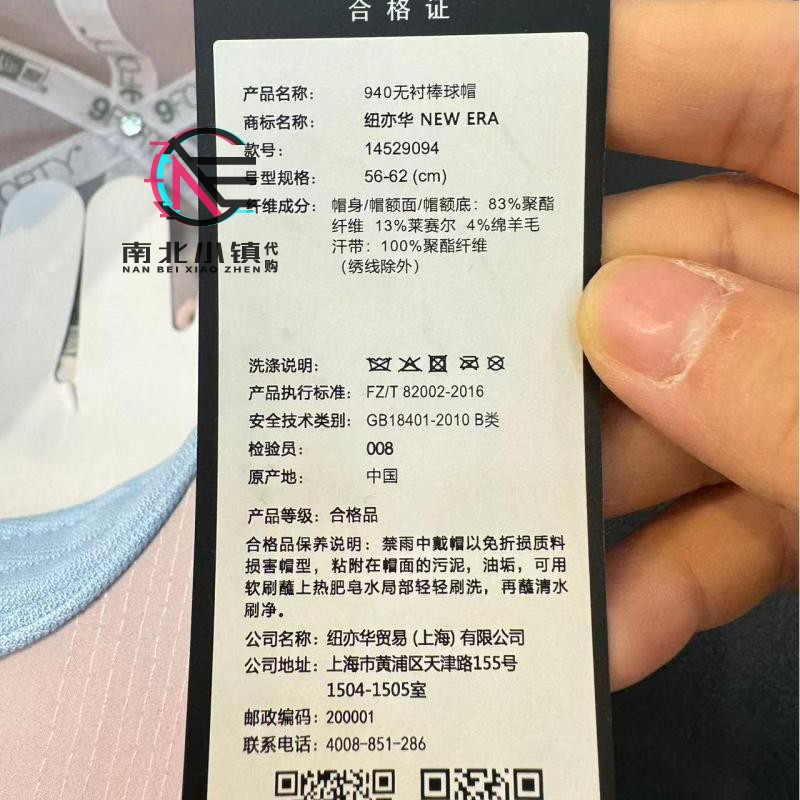 合格证
产品名称： 940无衬棒球帽
商标名称： 纽亦华 NEW ERA
款号： 14529094
号型规格： 56-62 (cm)
纤维成分： 帽身/帽额面/帽额底：83%聚酯
纤维 13%莱赛尔 4%绵羊毛
汗带：100%聚酯纤维
（绣线除外）
洗涤说明：
产品执行标准： FZ/T 82002-2016
安全技术类别： GB18401-2010 B类
检验员： 008
原产地： 中国
产品等级：合格品
合格品保养说明：禁雨中戴帽以免折损质料
损害帽型，粘附在帽面的污泥，油垢，可用
软刷蘸上热肥皂水局部轻轻刷洗，再蘸清水
刷净。
公司名称：纽亦华贸易 (上海) 有限公司
公司地址：上海市黄浦区天津路155号
1504-1505室
邮政编码：200001
联系电话：4008-851-286
南北小镇代购
NAN BEI XIAO ZHEN
9FORTY